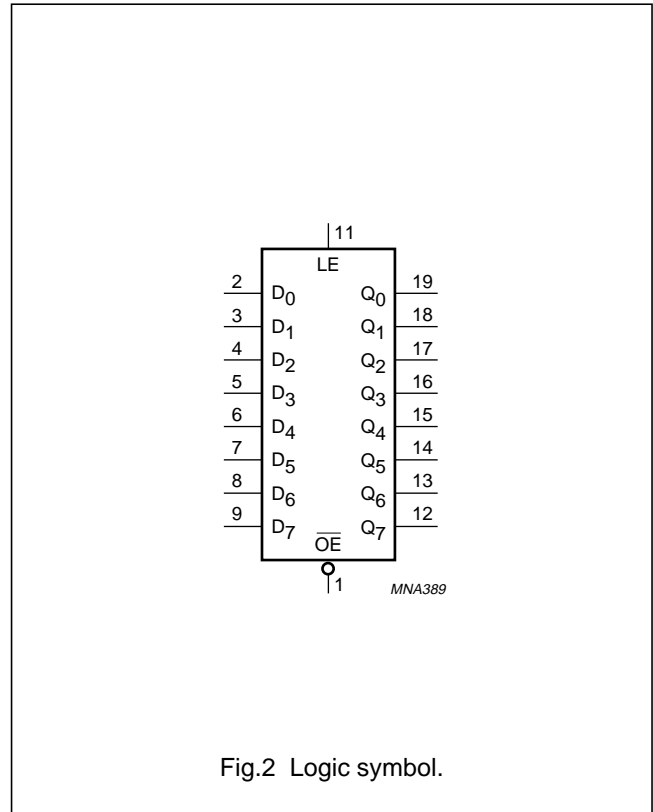 11
LE
2 D0 Q0 19
3 D1 Q1 18
4 D2 Q2 17
5 D3 Q3 16
6 D4 Q4 15
7 D5 Q5 14
8 D6 Q6 13
9 D7 Q7 12
O̅E̅
1
MNA389
Fig.2 Logic symbol.